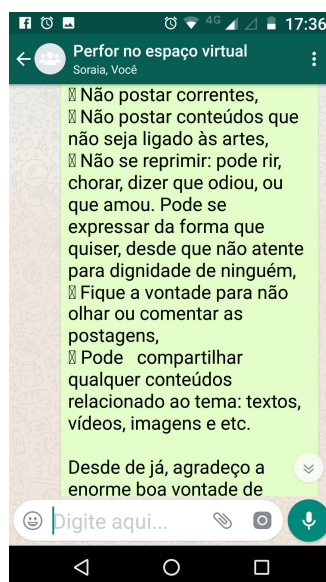 4G 17:36
Perfor no espaço virtual
Soraia, Você
Não postar correntes,
Não postar conteúdos que
não seja ligado às artes,
Não se reprimir: pode rir,
chorar, dizer que odiou, ou
que amou. Pode se
expressar da forma que
quiser, desde que não atente
para dignidade de ninguém,
Fique a vontade para não
olhar ou comentar as
postagens,
Pode compartilhar
qualquer conteúdos
relacionado ao tema: textos,
vídeos, imagens e etc.
Desde de já, agradeço a
enorme boa vontade de
Digite aqui...